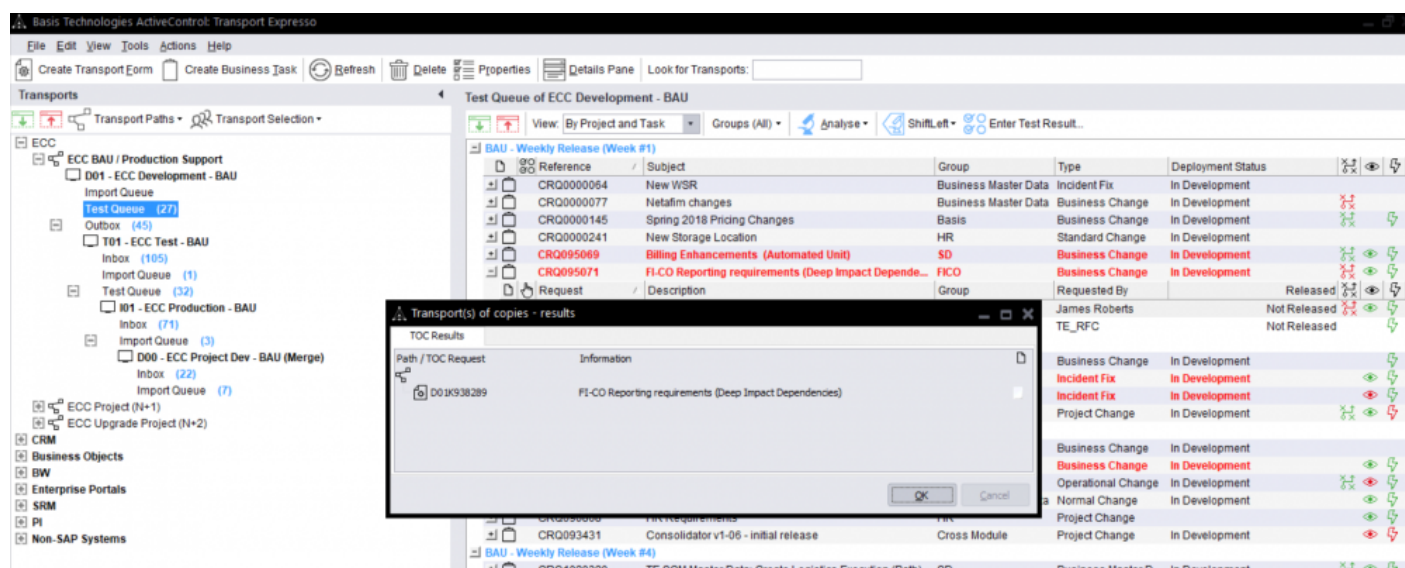 Basis Technologies ActiveControl: Transport Expresso
File Edit View Tools Actions Help
Create Transport Form Create Business Task Refresh Delete Properties Details Pane Look for Transports:
Transports
Transport Paths Transport Selection
ECC
ECC BAU / Production Support
D01 - ECC Development - BAU
Import Queue
Test Queue (27)
Outbox (45)
T01 - ECC Test - BAU
Inbox (105)
Import Queue (1)
Test Queue (32)
I01 - ECC Production - BAU
Inbox (71)
Import Queue (3)
D00 - ECC Project Dev - BAU (Merge)
Inbox (22)
Import Queue (7)
ECC Project (N+1)
ECC Upgrade Project (N+2)
CRM
Business Objects
BW
Enterprise Portals
SRM
PI
Non-SAP Systems
Test Queue of ECC Development - BAU
View: By Project and Task Groups (All) Analyse ShiftLeft Enter Test Result...
BAU - Weekly Release (Week #1)
Reference Subject Group Type Deployment Status
CRQ0000064 New WSR Business Master Data Incident Fix In Development
CRQ0000077 Netafim changes Business Master Data Business Change In Development
CRQ0000145 Spring 2018 Pricing Changes Basis Business Change In Development
CRQ0000241 New Storage Location HR Standard Change In Development
CRQ095069 Billing Enhancements (Automated Unit) SD Business Change In Development
CRQ095071 FI-CO Reporting requirements (Deep Impact Depende... FICO Business Change In Development
Request Description Group Requested By Released
James Roberts Not Released
TE_RFC Not Released
Business Change In Development
Incident Fix In Development
Incident Fix In Development
Project Change In Development
Business Change In Development
Business Change In Development
Operational Change In Development
Normal Change In Development
HR Requirements HR Project Change
CRQ093431 Consolidator v1-06 - initial release Cross Module Project Change In Development
BAU - Weekly Release (Week #4)
Transport(s) of copies - results
TOC Results
Path / TOC Request Information
D01K938289 FI-CO Reporting requirements (Deep Impact Dependencies)
OK Cancel